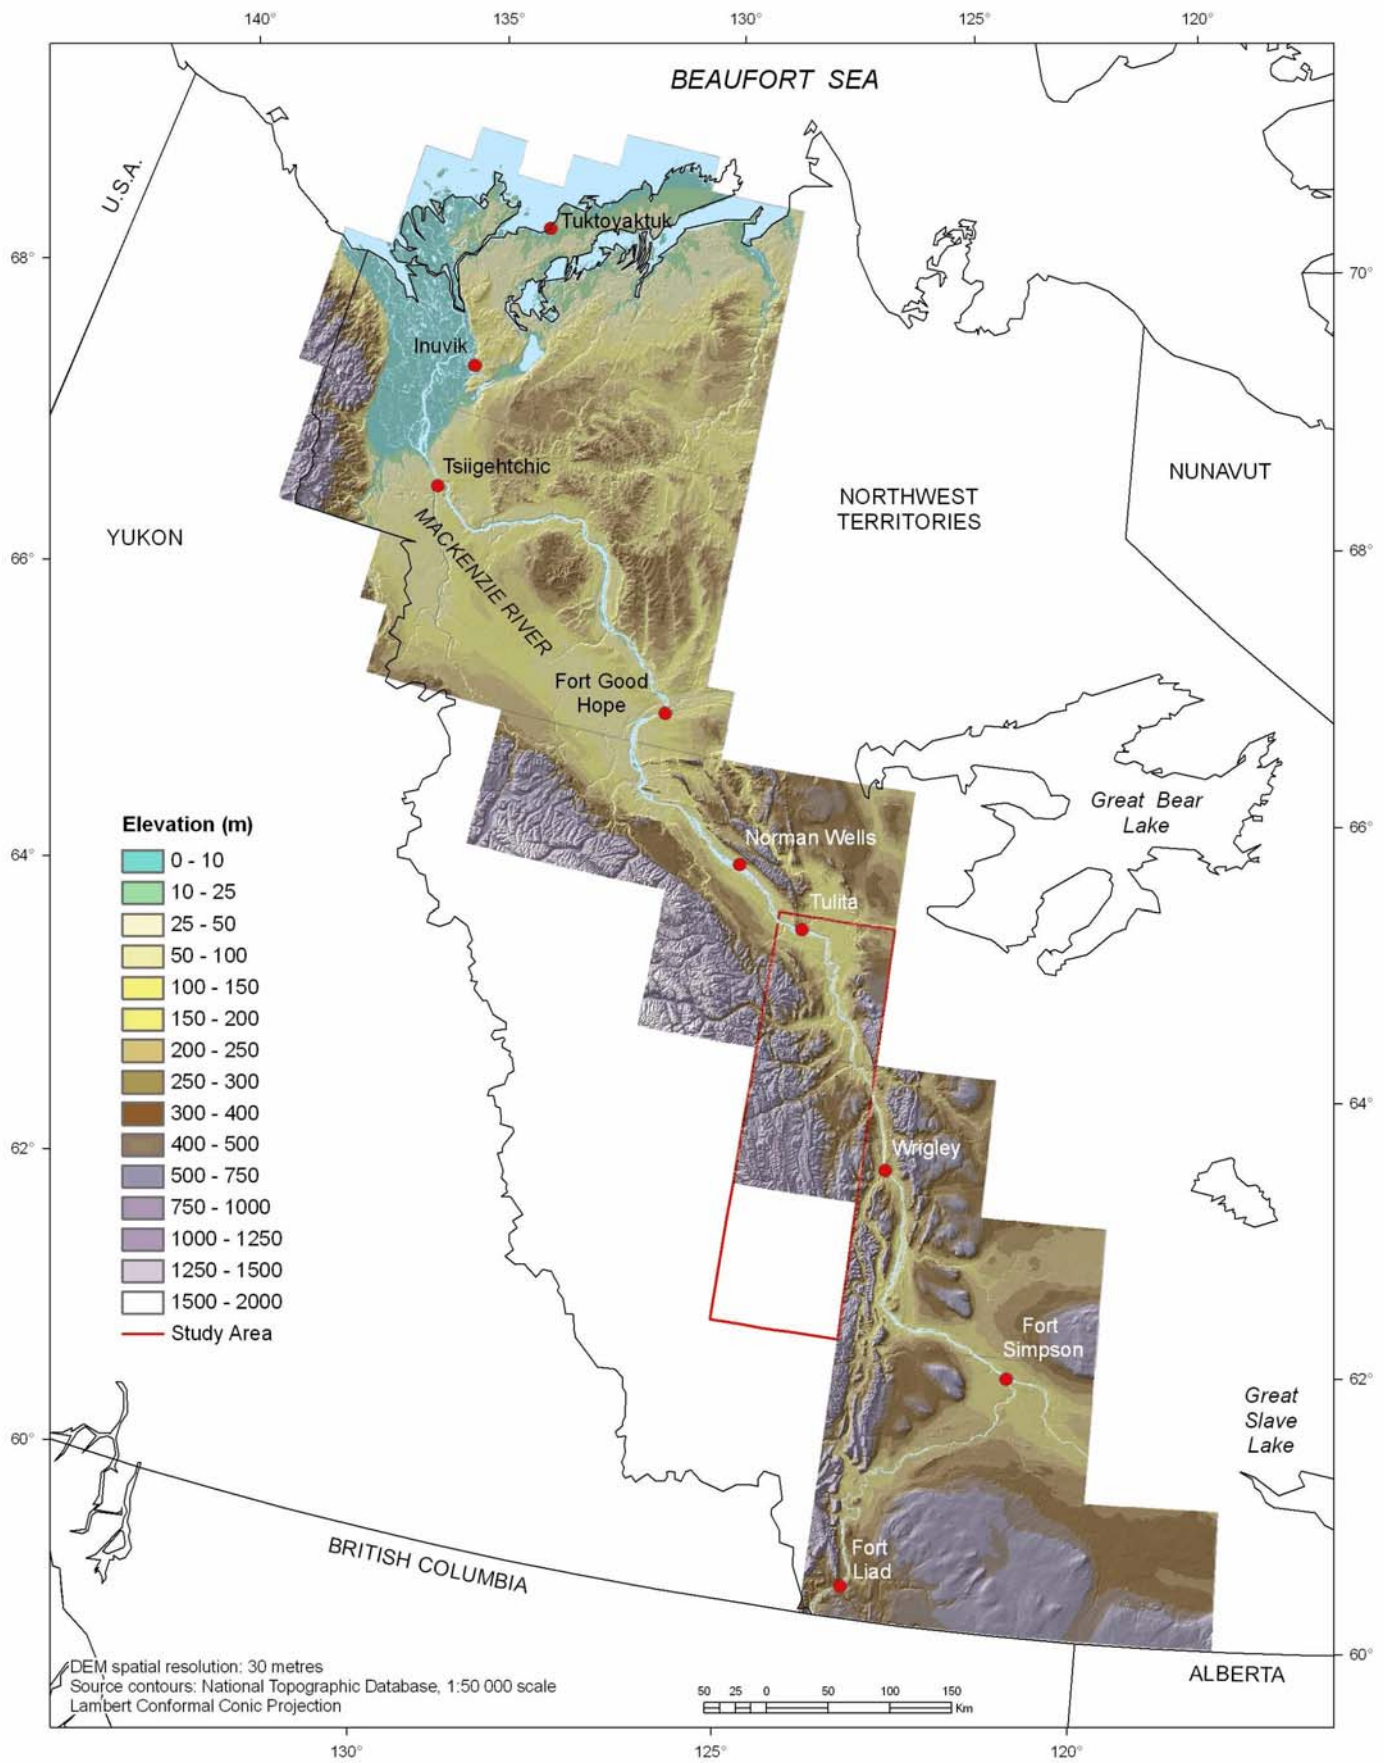 140° 135° 130° 125° 120°
BEAUFORT SEA
U.S.A.
Tuktoyaktuk
68°
70°
Inuvik
Tsiigehtchic
NUNAVUT
NORTHWEST
TERRITORIES
YUKON
MACKENZIE RIVER
66°
68°
Fort Good
Hope
Great Bear
Lake
Elevation (m)
0 - 10
10 - 25
25 - 50
50 - 100
100 - 150
150 - 200
200 - 250
250 - 300
300 - 400
400 - 500
500 - 750
750 - 1000
1000 - 1250
1250 - 1500
1500 - 2000
Study Area
66°
Norman Wells
64°
Tulita
64°
62°
Wrigley
Fort
Simpson
62°
Great
Slave
Lake
60°
BRITISH COLUMBIA
Fort
Liad
60°
ALBERTA
DEM spatial resolution: 30 metres
Source contours: National Topographic Database, 1:50 000 scale
Lambert Conformal Conic Projection
50 25 0 50 100 150
Km
130° 125° 120°